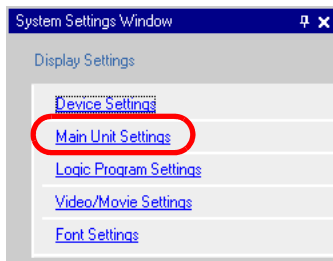 System Settings Window
Display Settings
Device Settings
Main Unit Settings
Logic Program Settings
Video/Movie Settings
Font Settings